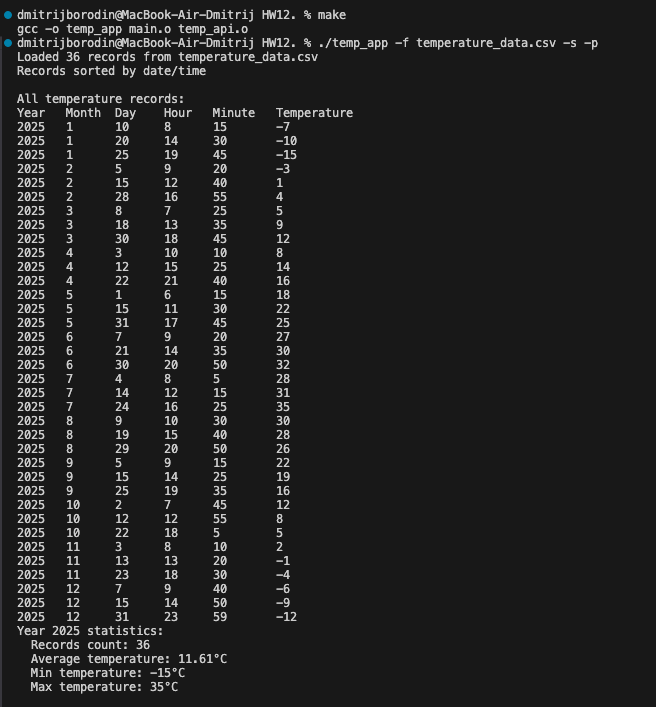 dmitrijborodin@MacBook-Air-Dmitrij HW12. % make
gcc -o temp_app main.o temp_api.o
dmitrijborodin@MacBook-Air-Dmitrij HW12. % ./temp_app -f temperature_data.csv -s -p
Loaded 36 records from temperature_data.csv
Records sorted by date/time

All temperature records:
Year Month Day Hour Minute Temperature
2025 1 10 8 15 -7
2025 1 20 14 30 -10
2025 1 25 19 45 -15
2025 2 5 9 20 -3
2025 2 15 12 40 1
2025 2 28 16 55 4
2025 3 8 7 25 5
2025 3 18 13 35 9
2025 3 30 18 45 12
2025 4 3 10 10 8
2025 4 12 15 25 14
2025 4 22 21 40 16
2025 5 1 6 15 18
2025 5 15 11 30 22
2025 5 31 17 45 25
2025 6 7 9 20 27
2025 6 21 14 35 30
2025 6 30 20 50 32
2025 7 4 8 5 28
2025 7 14 12 15 31
2025 7 24 16 25 35
2025 8 9 10 30 30
2025 8 19 15 40 28
2025 8 29 20 50 26
2025 9 5 9 15 22
2025 9 15 14 25 19
2025 9 25 19 35 16
2025 10 2 7 45 12
2025 10 12 12 55 8
2025 10 22 18 5 5
2025 11 3 8 10 2
2025 11 13 13 20 -1
2025 11 23 18 30 -4
2025 12 7 9 40 -6
2025 12 15 14 50 -9
2025 12 31 23 59 -12
Year 2025 statistics:
Records count: 36
Average temperature: 11.61°C
Min temperature: -15°C
Max temperature: 35°C